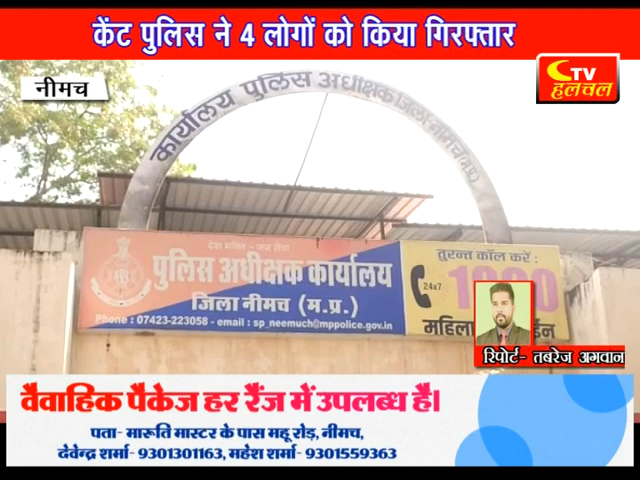 केंट पुलिस ने 4 लोगों को किया गिरफ्तार
नीमच
CTV
हलचल
कार्यालय पुलिस अधीक्षक जिला नीमच (म.प्र.)
देश भक्ति - जन सेवा
पुलिस अधीक्षक कार्यालय
जिला नीमच (म.प्र.)
Phone : 07423-223058 - email : sp_neemuch@mppolice.gov.in
तुरन्त कॉल करें :
24x7
महिला
रिपोर्ट- तबरेज अगवान
वैवाहिक पैकेज हर रैंज में उपलब्ध है।
पता- मारूति मास्टर के पास महू रोड़, नीमच,
देवेन्द्र शर्मा- 9301301163, महेश शर्मा- 9301559363